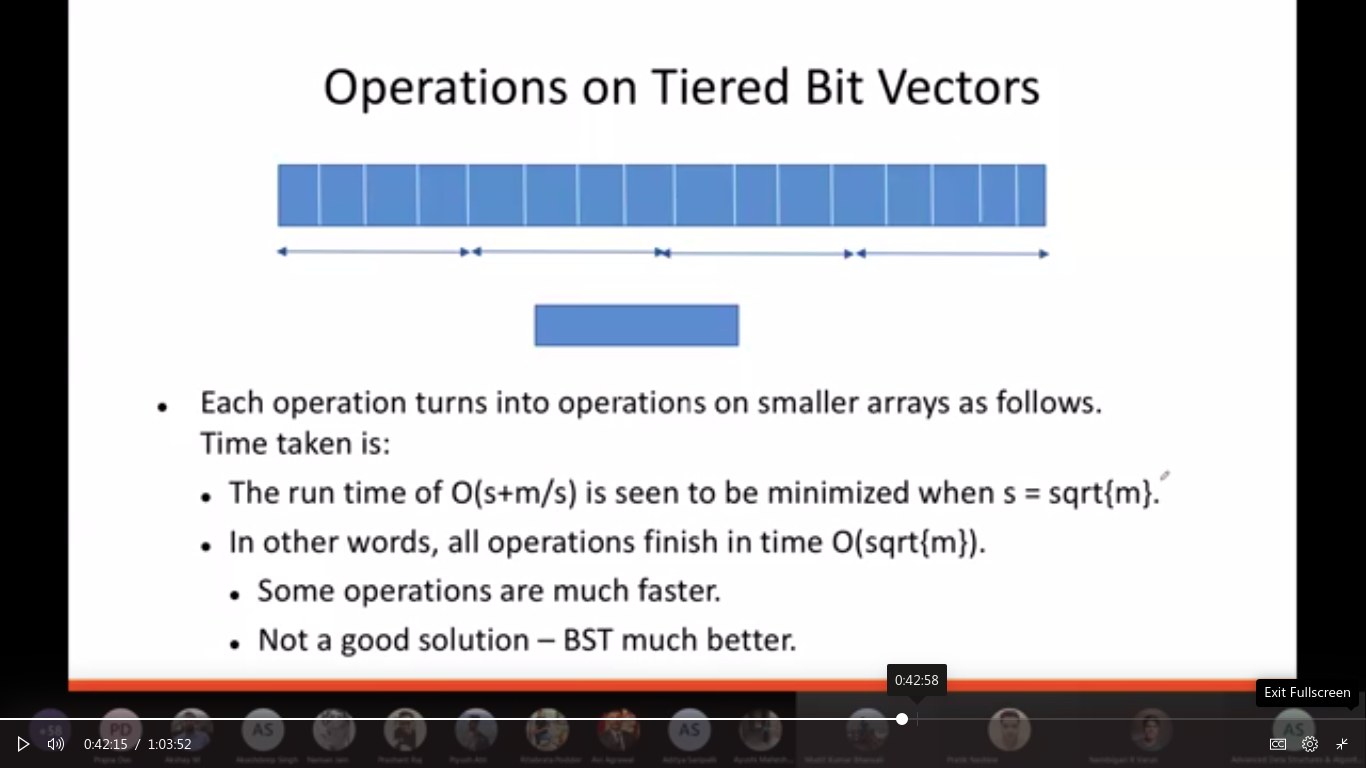 Operations on Tiered Bit Vectors
• Each operation turns into operations on smaller arrays as follows.
Time taken is:
• The run time of O(s+m/s) is seen to be minimized when s = sqrt{m}.
• In other words, all operations finish in time O(sqrt{m}).
• Some operations are much faster.
• Not a good solution – BST much better.
0:42:58
Exit Fullscreen
PD
AS
AS
AS
0:42:15 / 1:03:52
CC